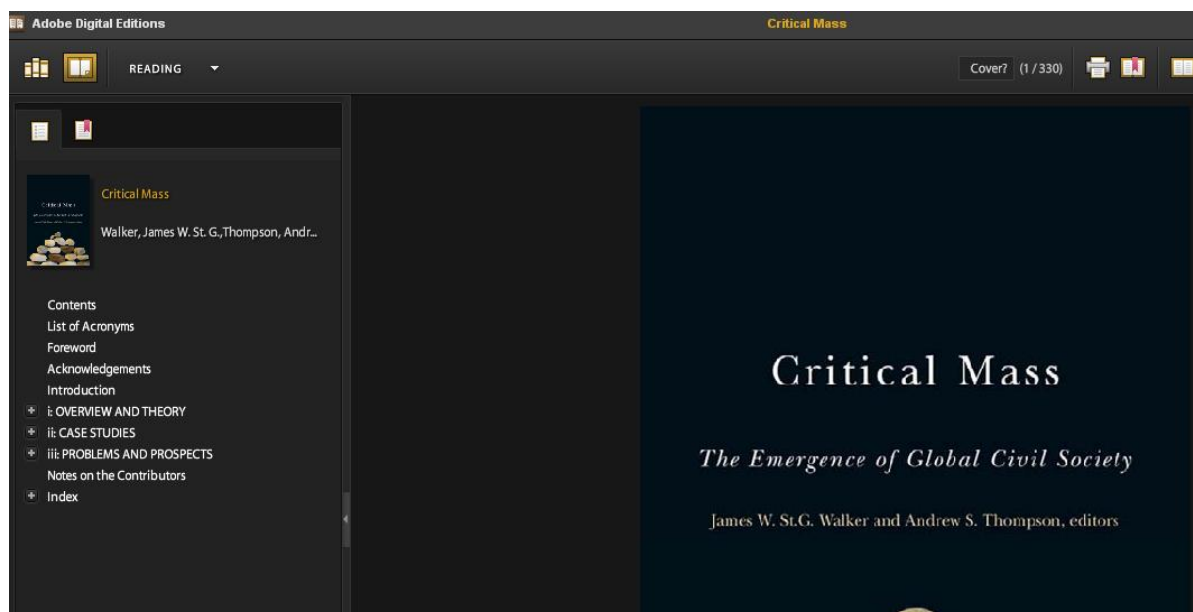 Adobe Digital Editions
Critical Mass
READING
Cover? (1/330)
Critical Mass
Walker, James W. St. G.,Thompson, Andr...
Contents
List of Acronyms
Foreword
Acknowledgements
Introduction
i: OVERVIEW AND THEORY
ii: CASE STUDIES
iii: PROBLEMS AND PROSPECTS
Notes on the Contributors
Index
Critical Mass
The Emergence of Global Civil Society
James W. St.G. Walker and Andrew S. Thompson, editors